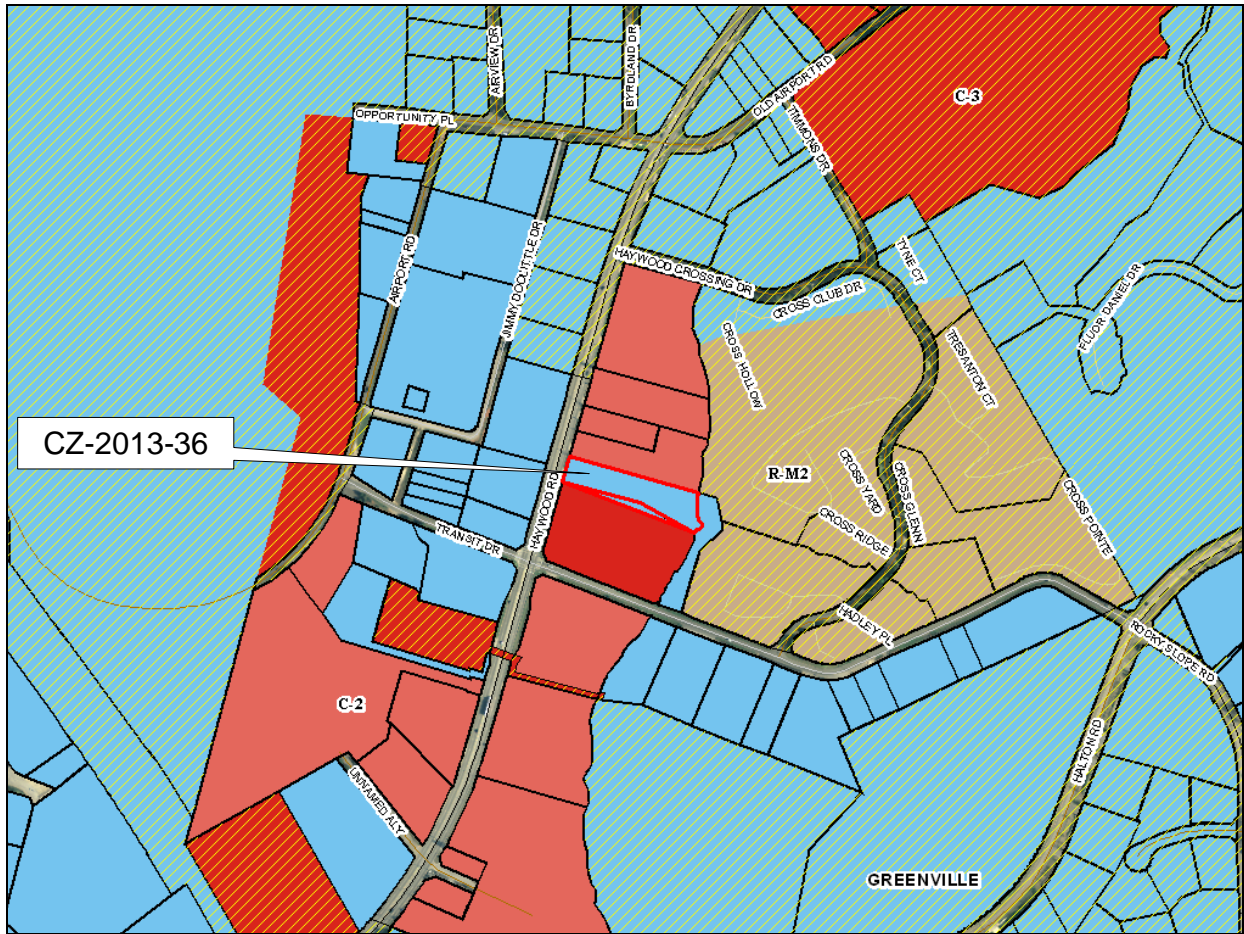 AIRVIEW DR
BYRDLAND DR
OLD AIRPORT RD
C-3
OPPORTUNITY PL
TIMMONS DR
AIRPORT RD
JIMMY DOOLITTLE DR
HAYWOOD CROSSING DR
TYNE CT
CROSS CLUB DR
FLUOR DANIEL DR
CROSS HOLLOW
TRESANTON CT
CZ-2013-36
HAYWOOD RD
R-M2
CROSS YARD
CROSS GLENN
CROSS POINTE
CROSS RIDGE
TRANSIT DR
HADLEY PL
ROCKY SLOPE RD
C-2
HALTON RD
UNNAMED ALY
GREENVILLE